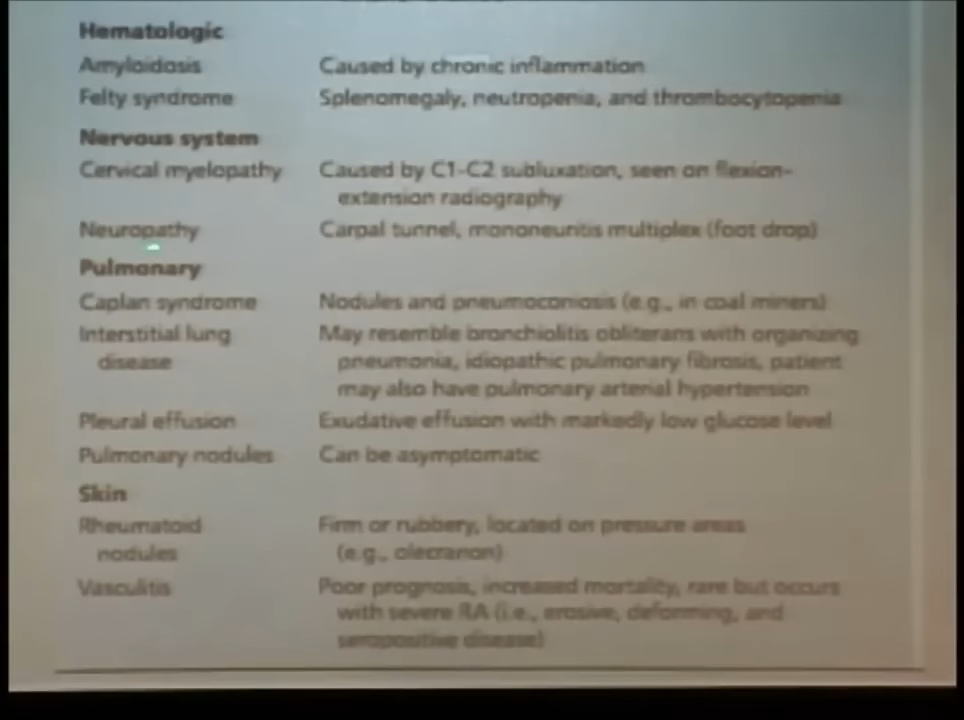 Hematologic
Amyloidosis Caused by chronic inflammation
Felty syndrome Splenomegaly, neutropenia, and thrombocytopenia
Nervous system
Cervical myelopathy Caused by C1-C2 subluxation, seen on flexion-
extension radiography
Neuropathy Carpal tunnel, mononeuritis multiplex (foot drop)
Pulmonary
Caplan syndrome Nodules and pneumoconiosis (e.g., in coal miners)
Interstitial lung May resemble bronchiolitis obliterans with organizing
disease pneumonia, idiopathic pulmonary fibrosis, patient
may also have pulmonary arterial hypertension
Pleural effusion Exudative effusion with markedly low glucose level
Pulmonary nodules Can be asymptomatic
Skin
Rheumatoid Firm or rubbery, located on pressure areas
nodules (e.g., olecranon)
Vasculitis Poor prognosis, increased mortality, rare but occurs
with severe RA (i.e., erosive, deforming, and
seropositive disease)